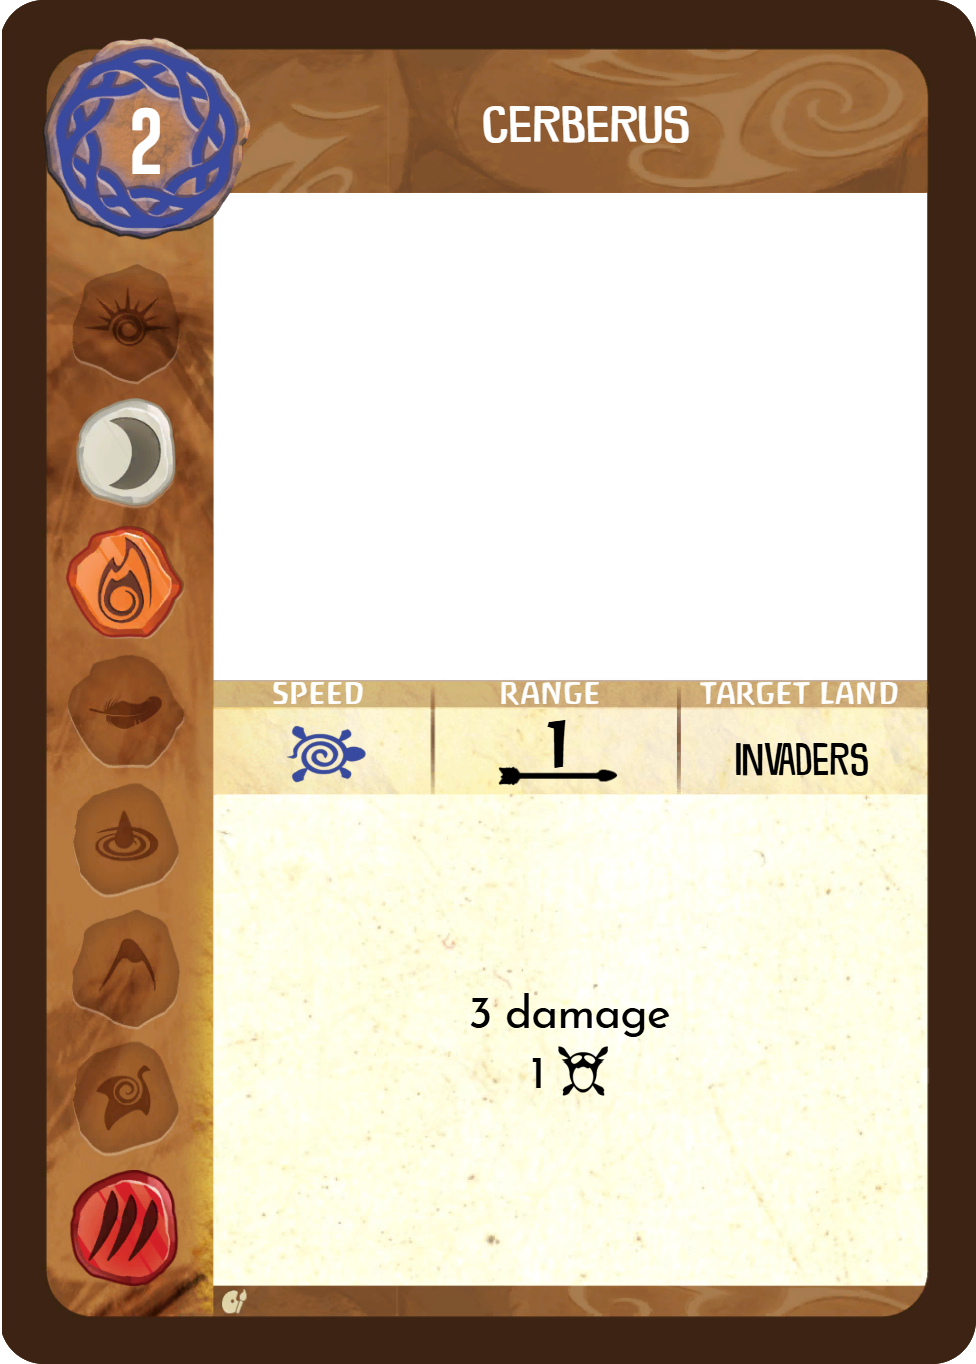 2
CERBERUS
SPEED RANGE TARGET LAND
1 INVADERS
3 damage
1